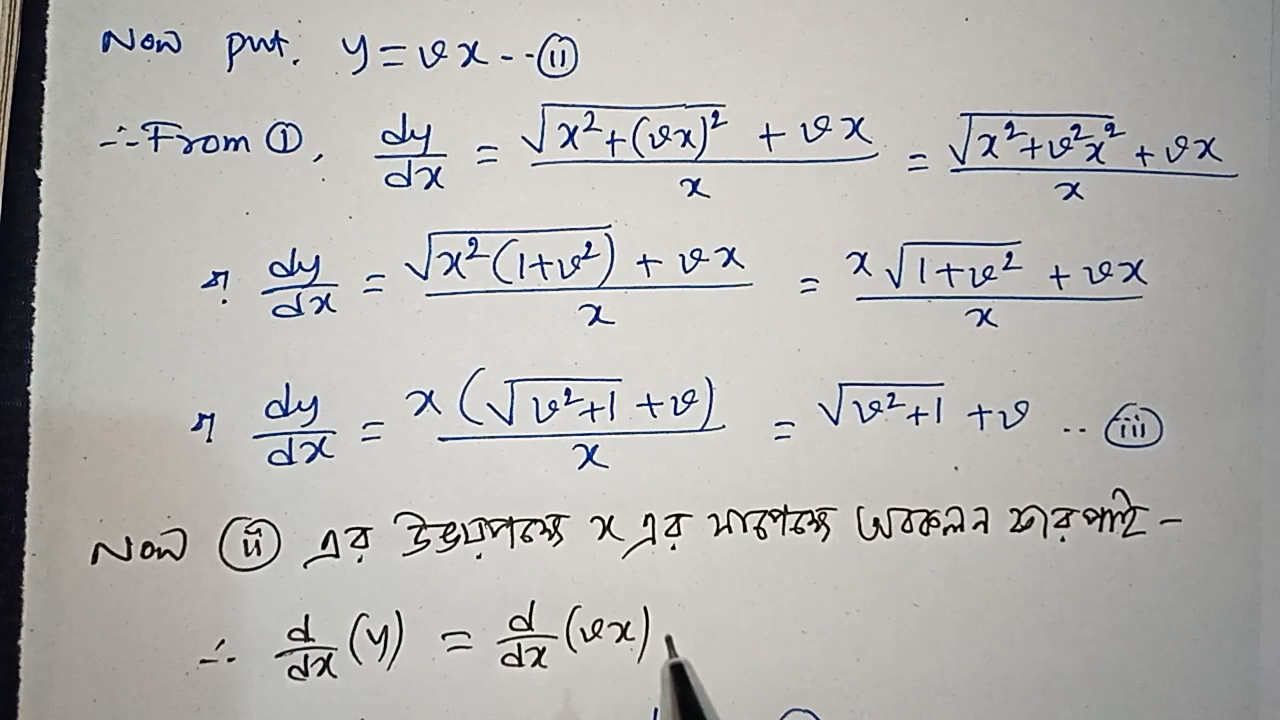 Now put. y = vx --(ii)
∴ From ①, dy/dx = (√(x²+(vx)²) + vx)/x = (√(x²+v²x²) + vx)/x
বা, dy/dx = (√(x²(1+v²)) + vx)/x = (x√(1+v²) + vx)/x
বা dy/dx = x(√(v²+1) + v)/x = √(v²+1) + v .. (iii)
Now (ii) এর উভয়পক্ষে x এর সাপেক্ষে অবকলন করে পাই -
∴ d/dx (y) = d/dx (vx)